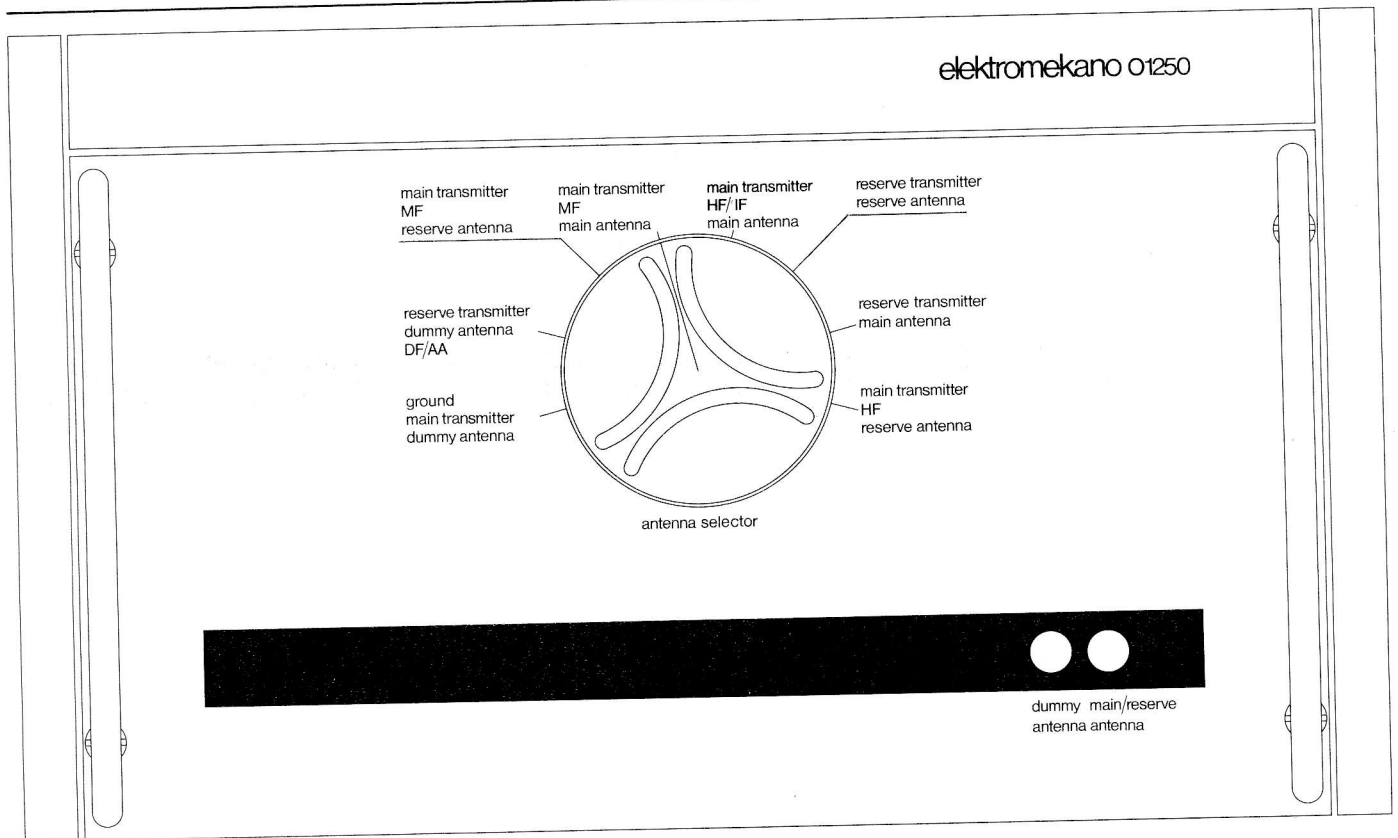 elektromekano O1250
main transmitter
MF
reserve antenna
main transmitter
MF
main antenna
main transmitter
HF/IF
main antenna
reserve transmitter
reserve antenna
reserve transmitter
dummy antenna
DF/AA
reserve transmitter
main antenna
ground
main transmitter
dummy antenna
main transmitter
HF
reserve antenna
antenna selector
dummy main/reserve
antenna antenna